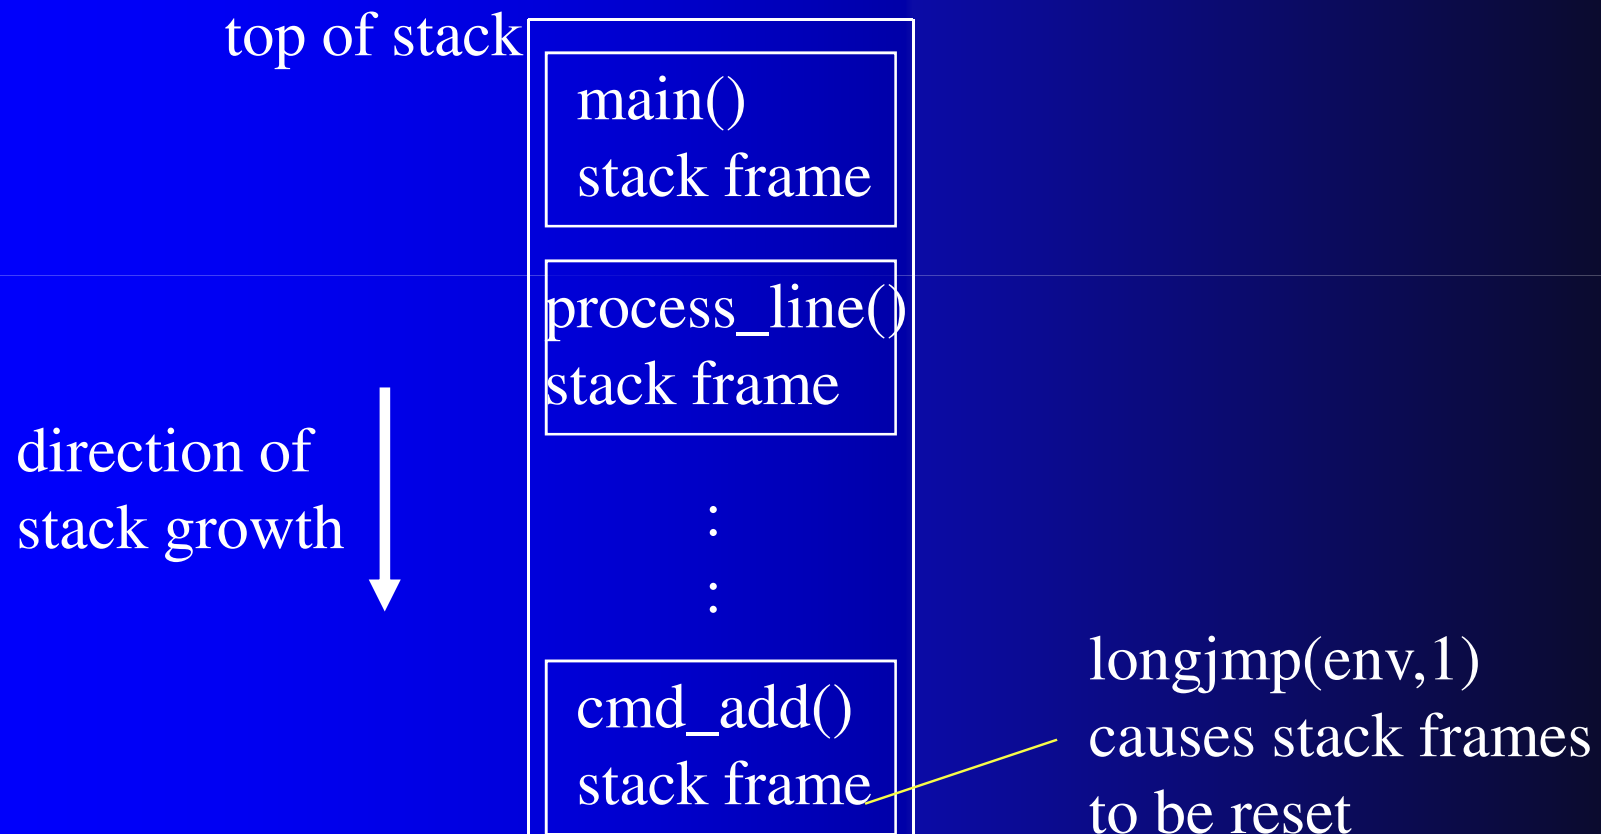 top of stack
main()
stack frame
process_line()
stack frame
direction of
stack growth
:
:
cmd_add()
stack frame
longjmp(env,1)
causes stack frames
to be reset